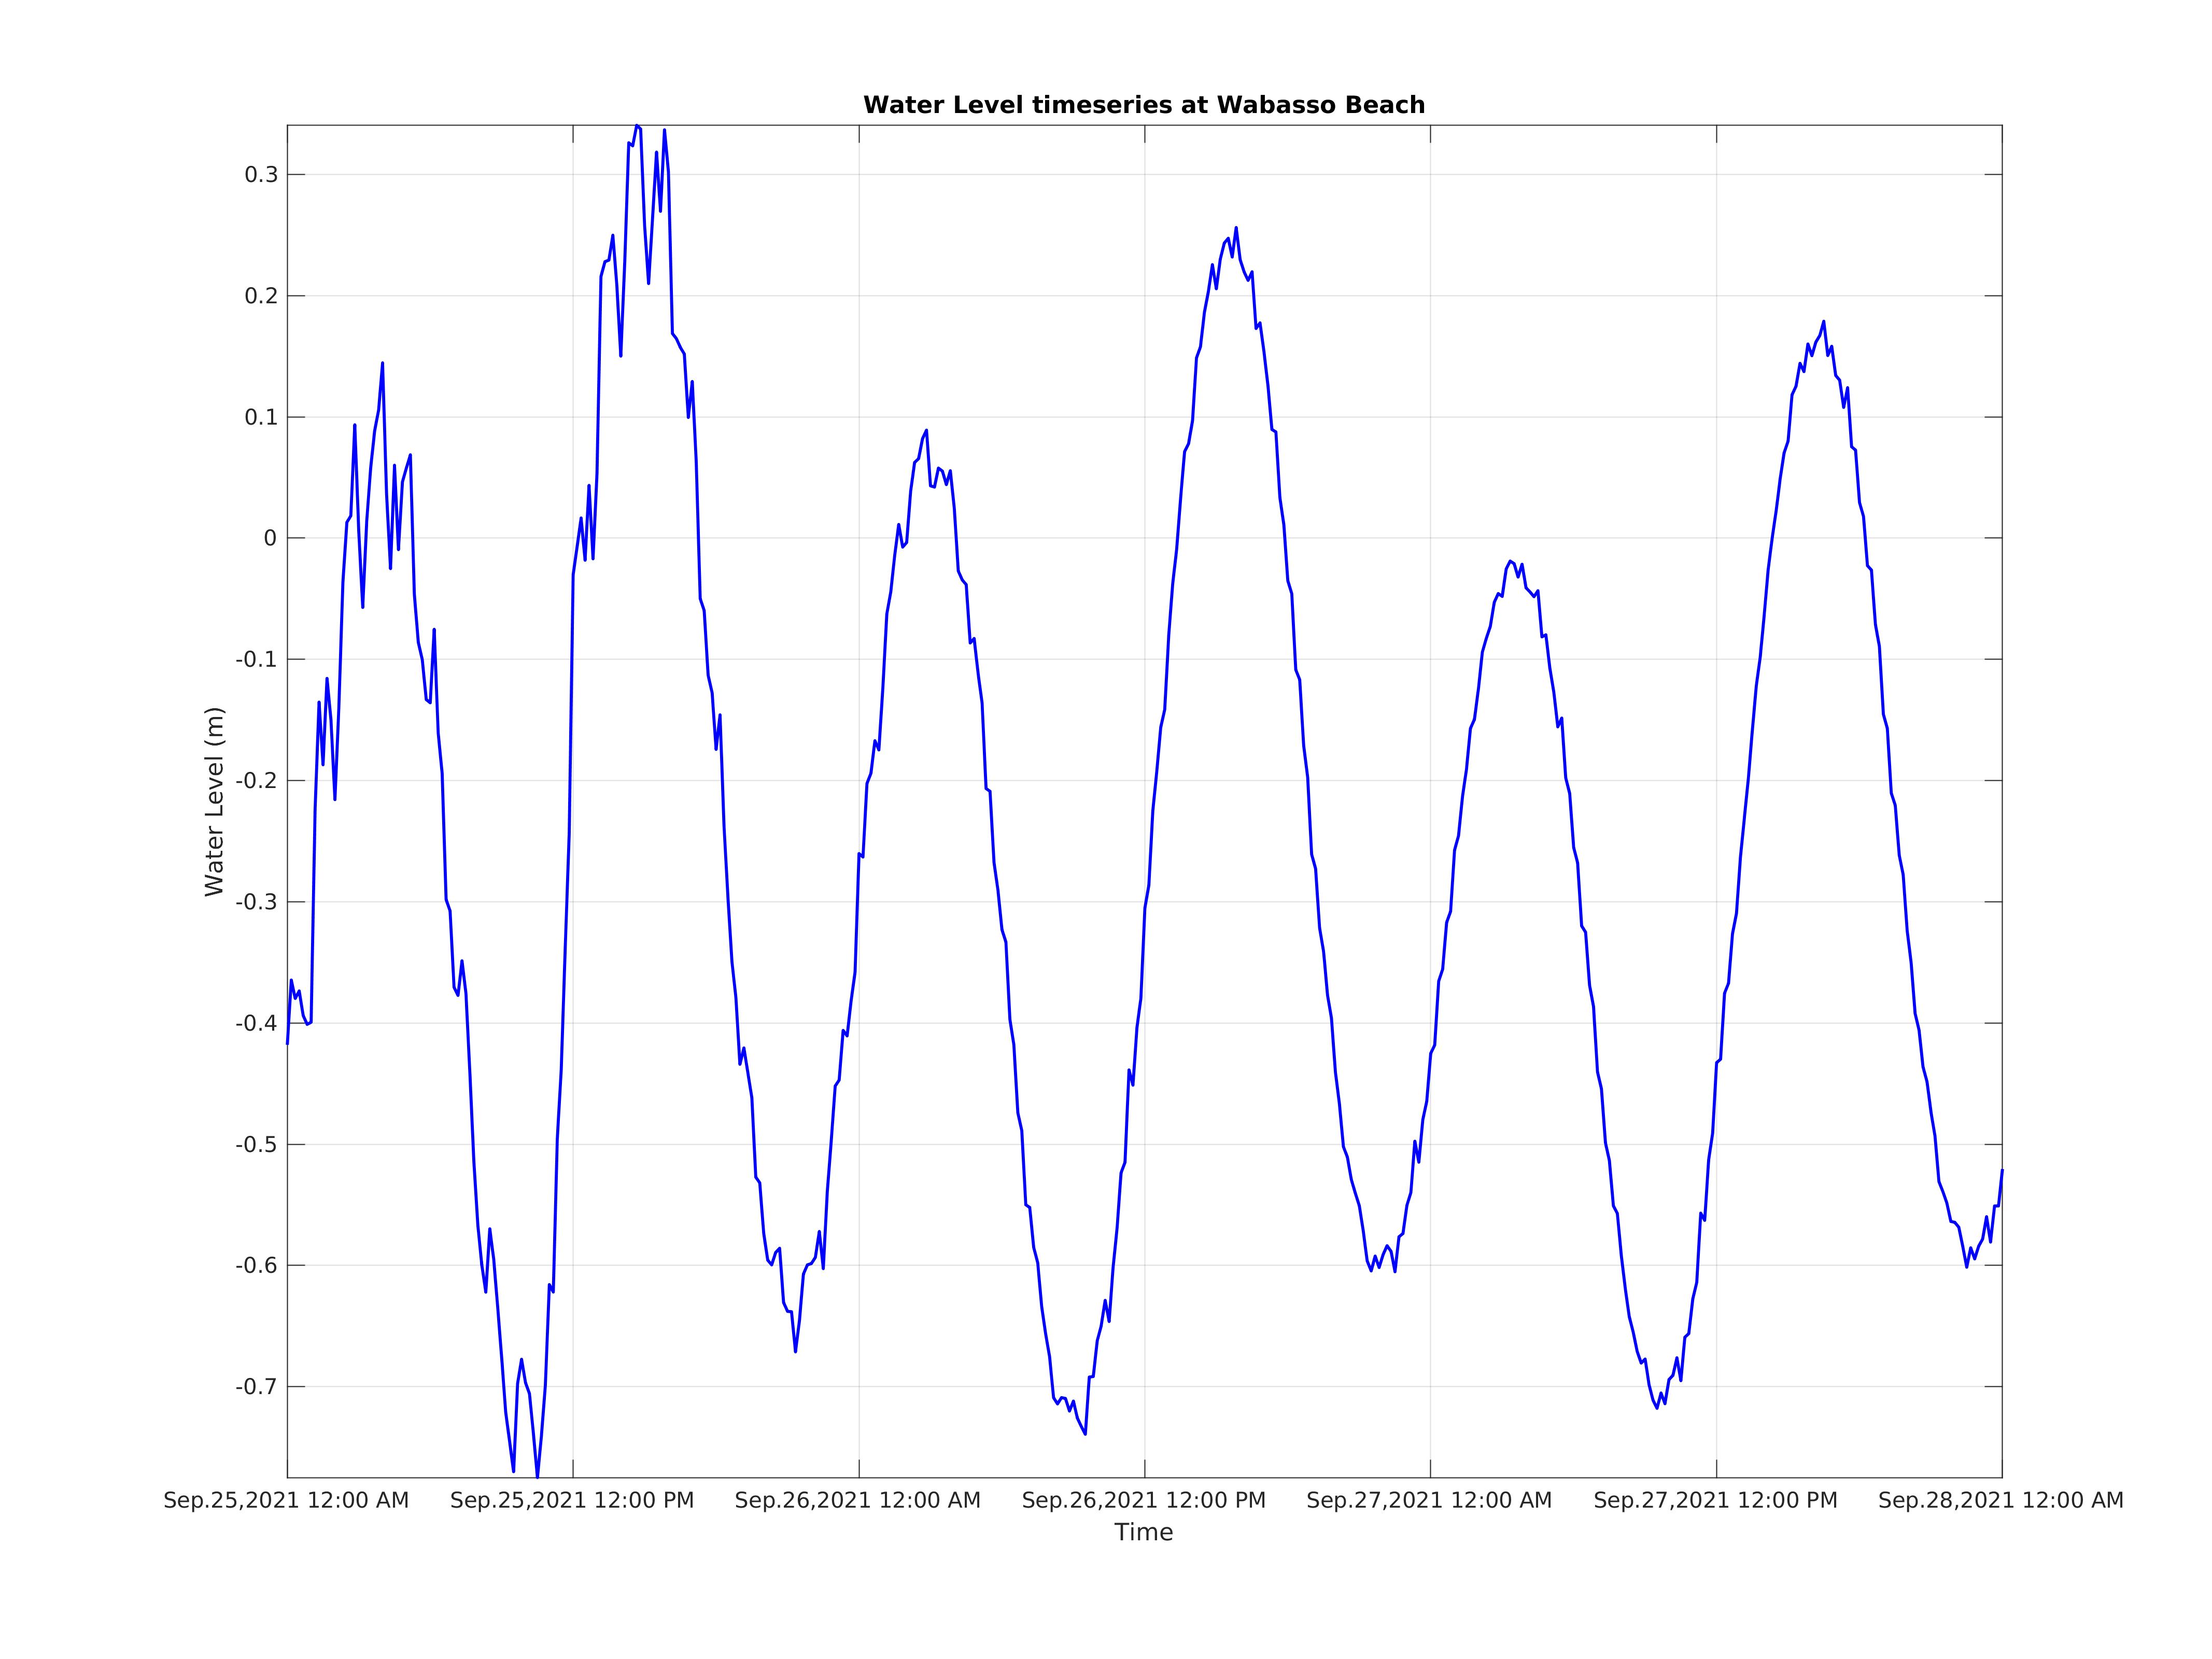 Water Level timeseries at Wabasso Beach
0.3
0.2
0.1
0
-0.1
-0.2
-0.3
-0.4
-0.5
-0.6
-0.7
Water Level (m)
Sep.25,2021 12:00 AM
Sep.25,2021 12:00 PM
Sep.26,2021 12:00 AM
Sep.26,2021 12:00 PM
Sep.27,2021 12:00 AM
Sep.27,2021 12:00 PM
Sep.28,2021 12:00 AM
Time